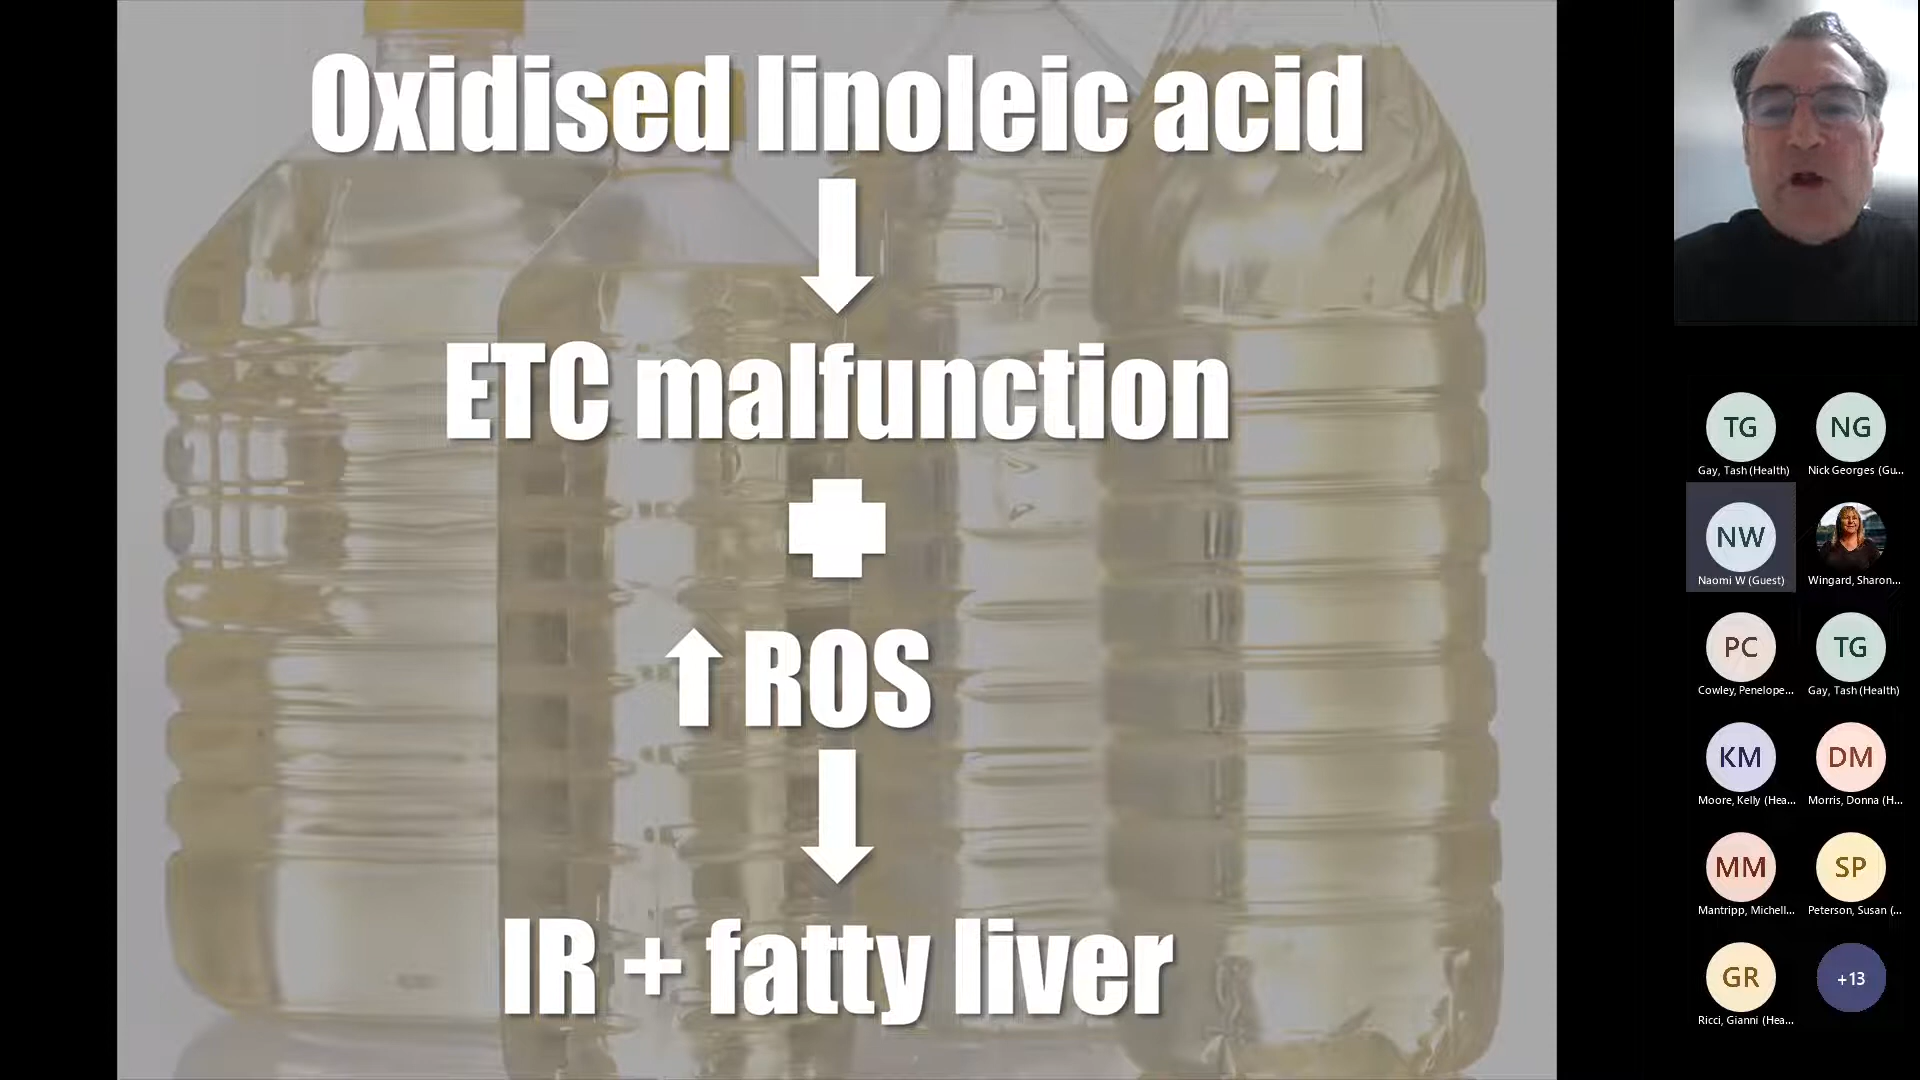 Oxidised linoleic acid
ETC malfunction
ROS
IR + fatty liver
TG
NG
Gay, Tash (Health)
Nick Georges (Gu...
NW
Naomi W (Guest)
Wingard, Sharon...
PC
TG
Cowley, Penelope...
Gay, Tash (Health)
KM
DM
Moore, Kelly (Hea...
Morris, Donna (H...
MM
SP
Mantripp, Michell...
Peterson, Susan (...
GR
+13
Ricci, Gianni (Hea...